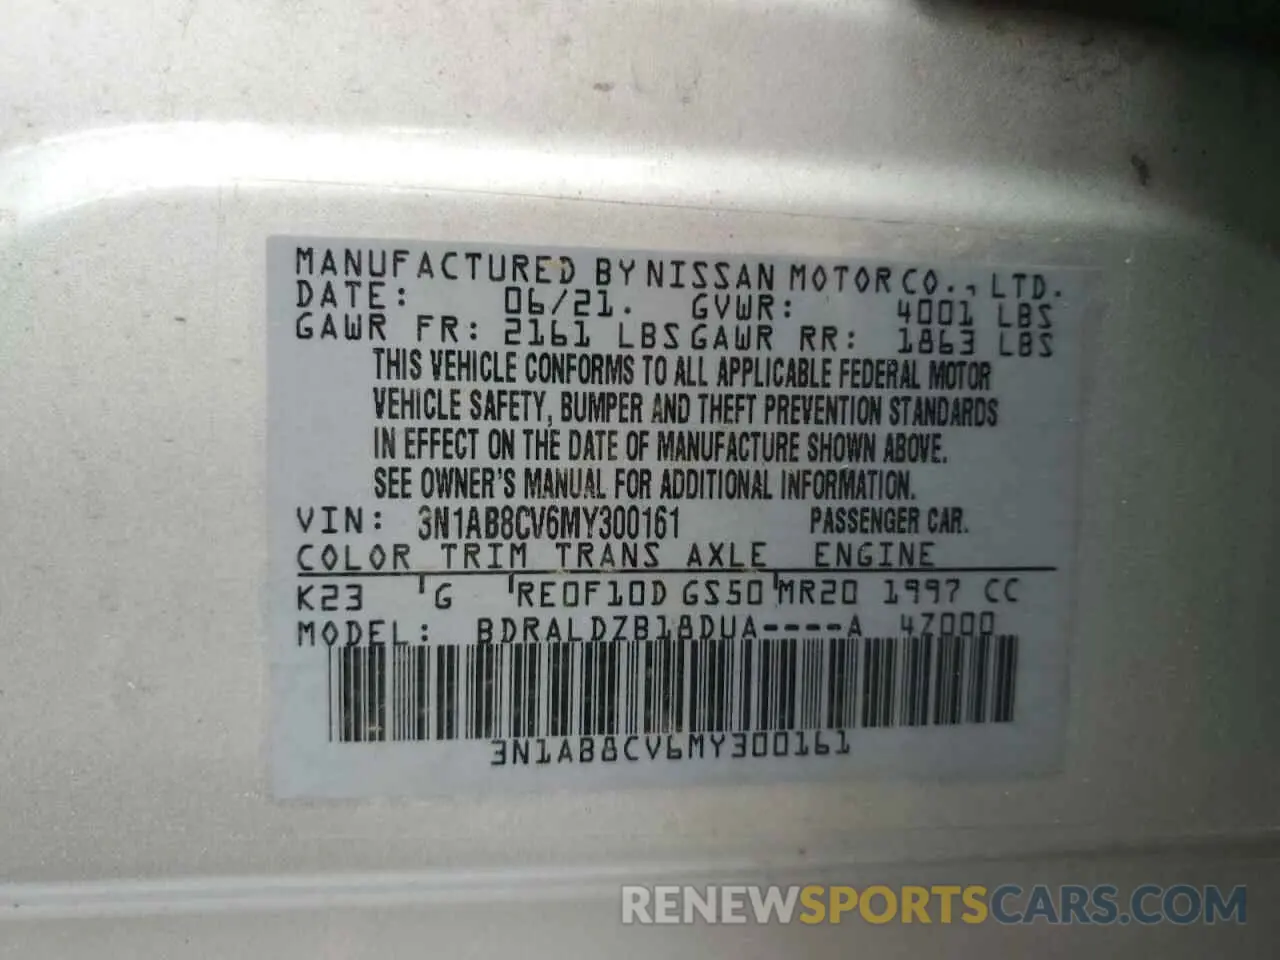 MANUFACTURED BY NISSAN MOTOR CO., LTD.
DATE: 06/21. GVWR: 4001 LBS
GAWR FR: 2161 LBS GAWR RR: 1863 LBS
THIS VEHICLE CONFORMS TO ALL APPLICABLE FEDERAL MOTOR
VEHICLE SAFETY, BUMPER AND THEFT PREVENTION STANDARDS
IN EFFECT ON THE DATE OF MANUFACTURE SHOWN ABOVE.
SEE OWNER'S MANUAL FOR ADDITIONAL INFORMATION.
VIN: 3N1AB8CV6MY300161 PASSENGER CAR.
COLOR TRIM TRANS AXLE ENGINE
K23 G RE0F10D GS50 MR20 1997 CC
MODEL: BDRALDZB18DUA----A 4Z000
3N1AB8CV6MY300161
RENEWSPORTSCARS.COM